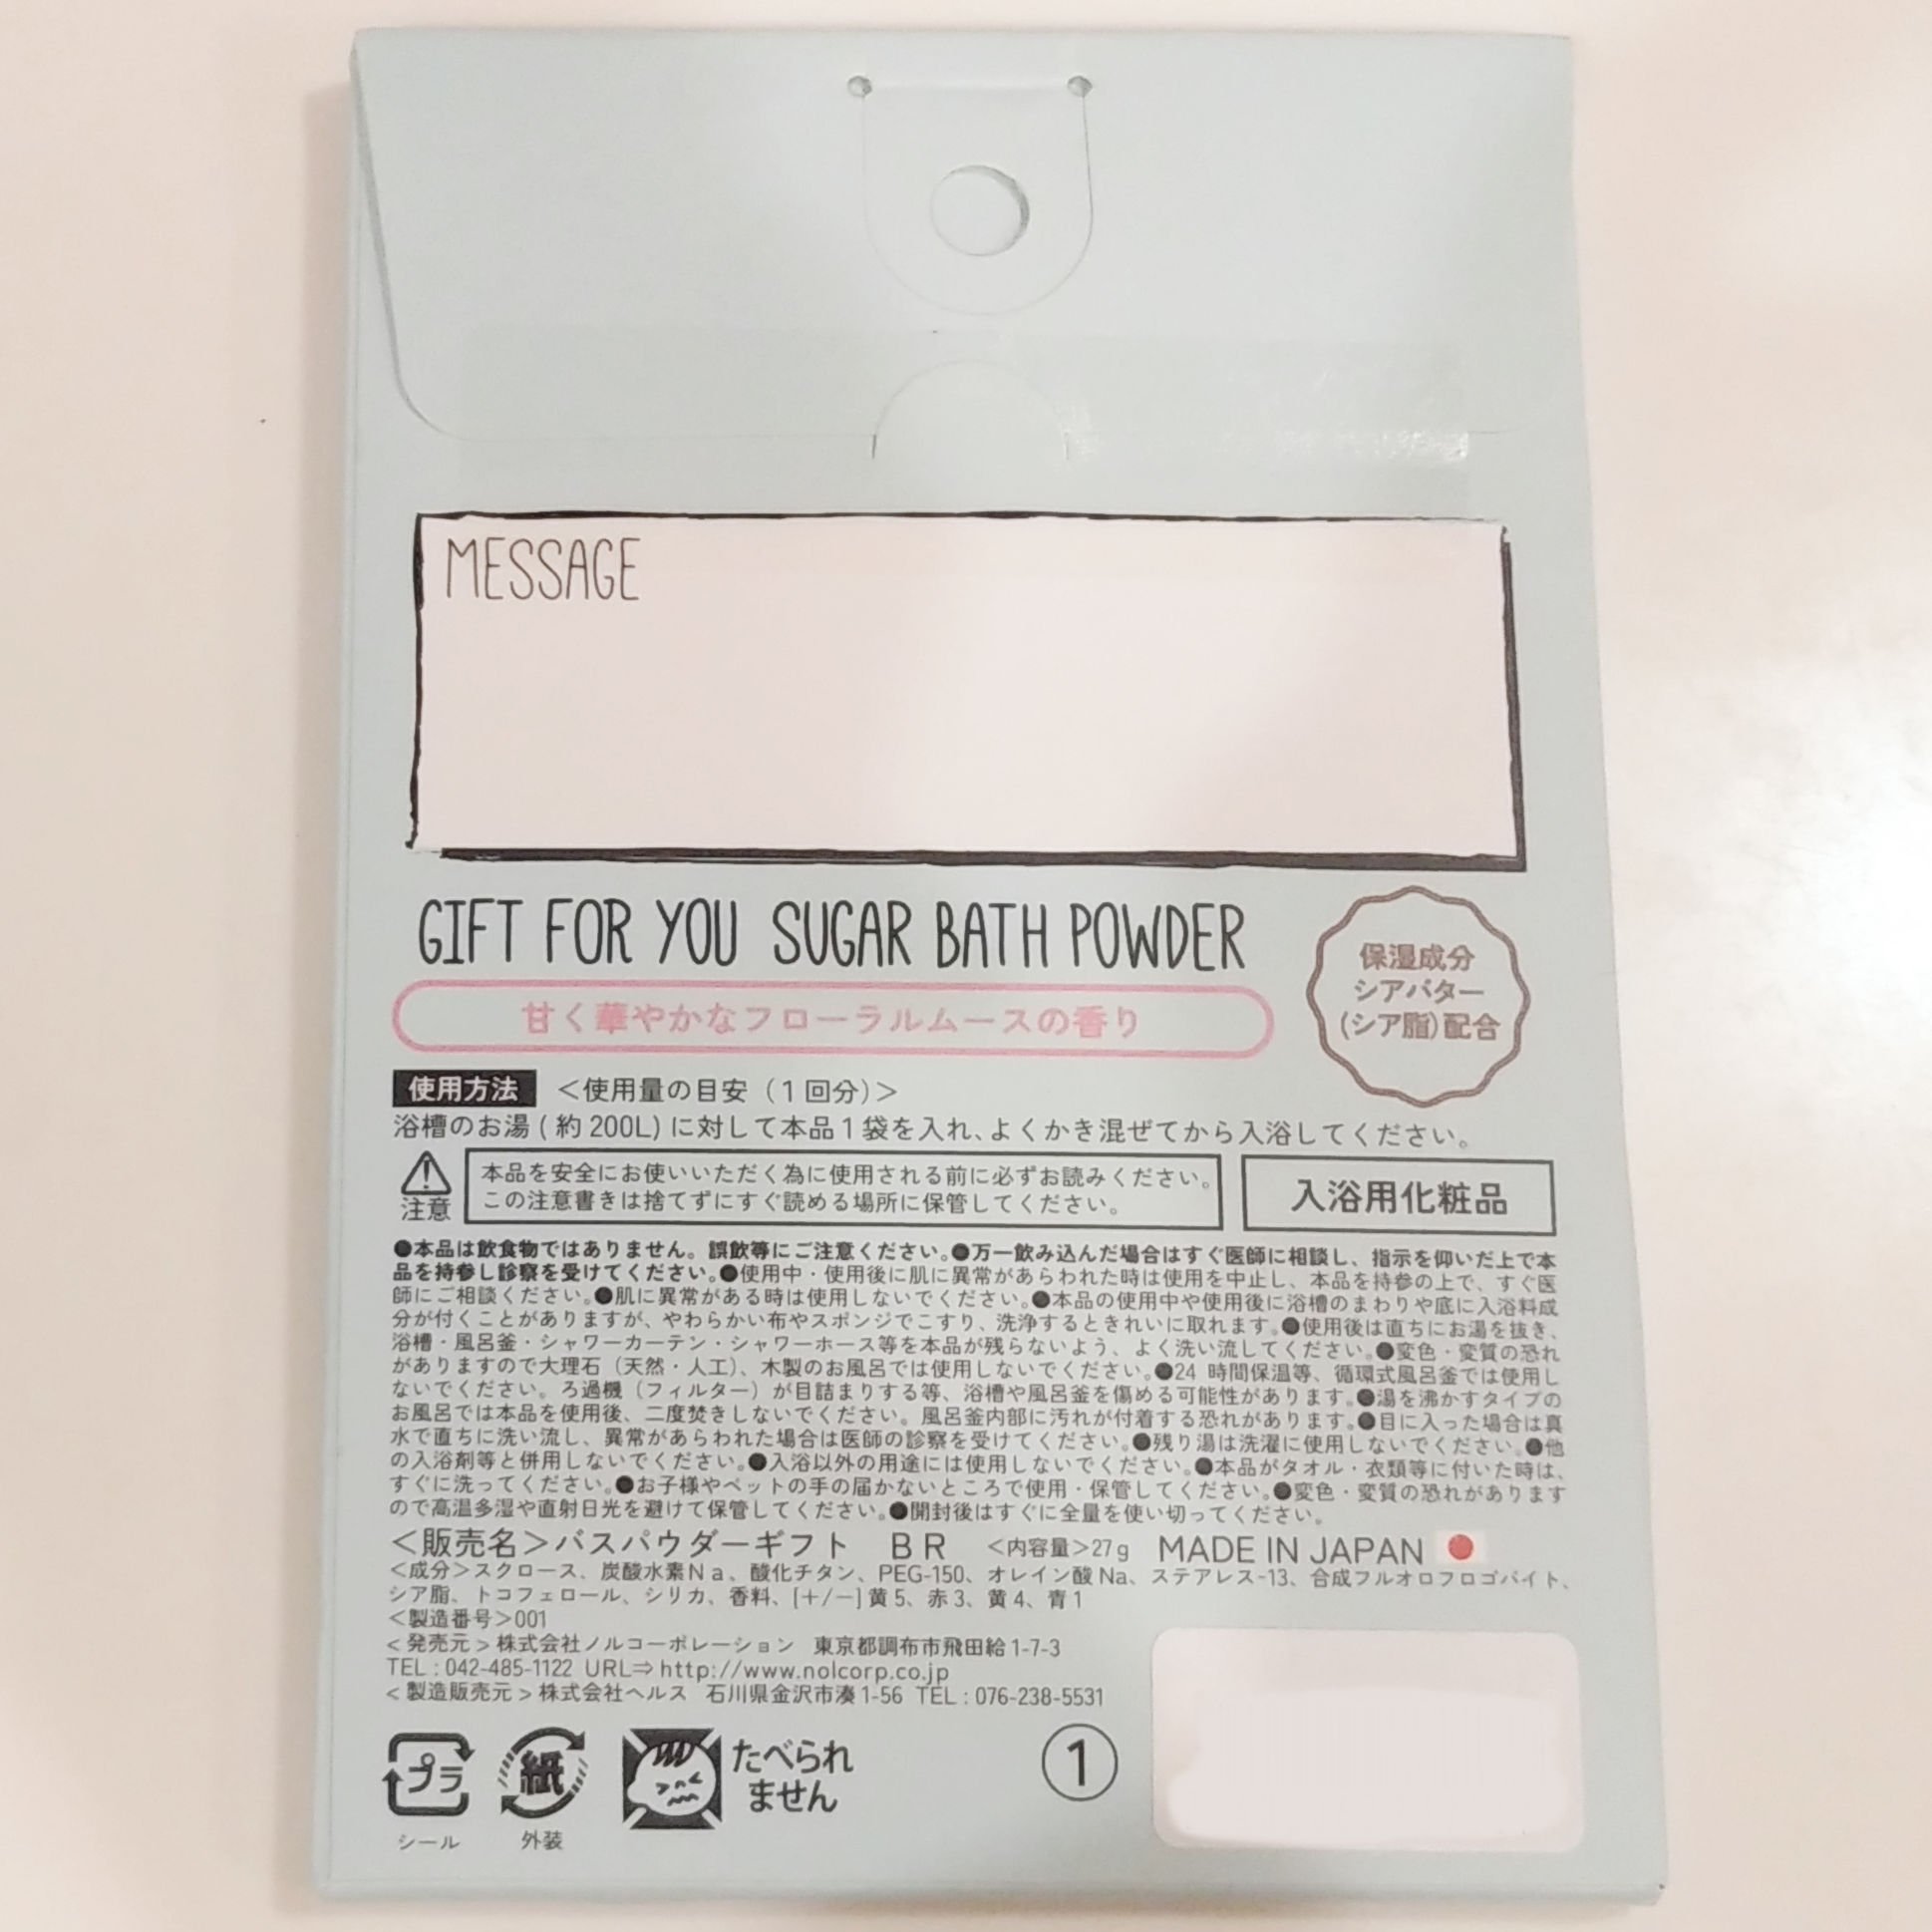 MESSAGE
GIFT FOR YOU SUGAR BATH POWDER
甘く華やかなフローラルムースの香り
保湿成分
シアバター
(シア脂)配合
使用方法 ＜使用量の目安（1回分）＞
浴槽のお湯(約200L)に対して本品1袋を入れ、よくかき混ぜてから入浴してください。
注意
本品を安全にお使いいただく為に使用される前に必ずお読みください。
この注意書きは捨てずにすぐ読める場所に保管してください。
入浴用化粧品
●本品は飲食物ではありません。誤飲等にご注意ください。●万一飲み込んだ場合はすぐ医師に相談し、指示を仰いだ上で本
品を持参し診察を受けてください。●使用中・使用後に肌に異常があらわれた時は使用を中止し、本品を持参の上で、すぐ医
師にご相談ください。●肌に異常がある時は使用しないでください。●本品の使用中や使用後に浴槽のまわりや底に入浴料成
分が付くことがありますが、やわらかい布やスポンジでこすり、洗浄するときれいに取れます。●使用後は直ちにお湯を抜き、
浴槽・風呂釜・シャワーカーテン・シャワーホース等を本品が残らないよう、よく洗い流してください。●変色・変質の恐れ
がありますので大理石（天然・人工）、木製のお風呂では使用しないでください。●24 時間保温等、循環式風呂釜では使用し
ないでください。ろ過機（フィルター）が目詰まりする等、浴槽や風呂釜を傷める可能性があります。●湯を沸かすタイプの
お風呂では本品を使用後、二度焚きしないでください。風呂釜内部に汚れが付着する恐れがあります。●目に入った場合は真
水で直ちに洗い流し、異常があらわれた場合は医師の診察を受けてください。●残り湯は洗濯に使用しないでください。●他
の入浴剤等と併用しないでください。●入浴以外の用途には使用しないでください。●本品がタオル・衣類等に付いた時は、
すぐに洗ってください。●お子様やペットの手の届かないところで使用・保管してください。●変色・変質の恐れがあります
ので高温多湿や直射日光を避けて保管してください。●開封後はすぐに全量を使い切ってください。
＜販売名＞バスパウダーギフト BR ＜内容量＞27g MADE IN JAPAN
＜成分＞スクロース、炭酸水素Na、酸化チタン、PEG-150、オレイン酸Na、ステアレス-13、合成フルオロフロゴパイト、
シア脂、トコフェロール、シリカ、香料、[＋/－]黄5、赤3、黄4、青1
＜製造番号＞001
＜発売元＞株式会社ノルコーポレーション 東京都調布市飛田給1-7-3
TEL：042-485-1122 URL⇒http://www.nolcorp.co.jp
＜製造販売元＞株式会社ヘルス 石川県金沢市湊1-56 TEL：076-238-5531
プラ
シール
紙
外装
たべられ
ません
①